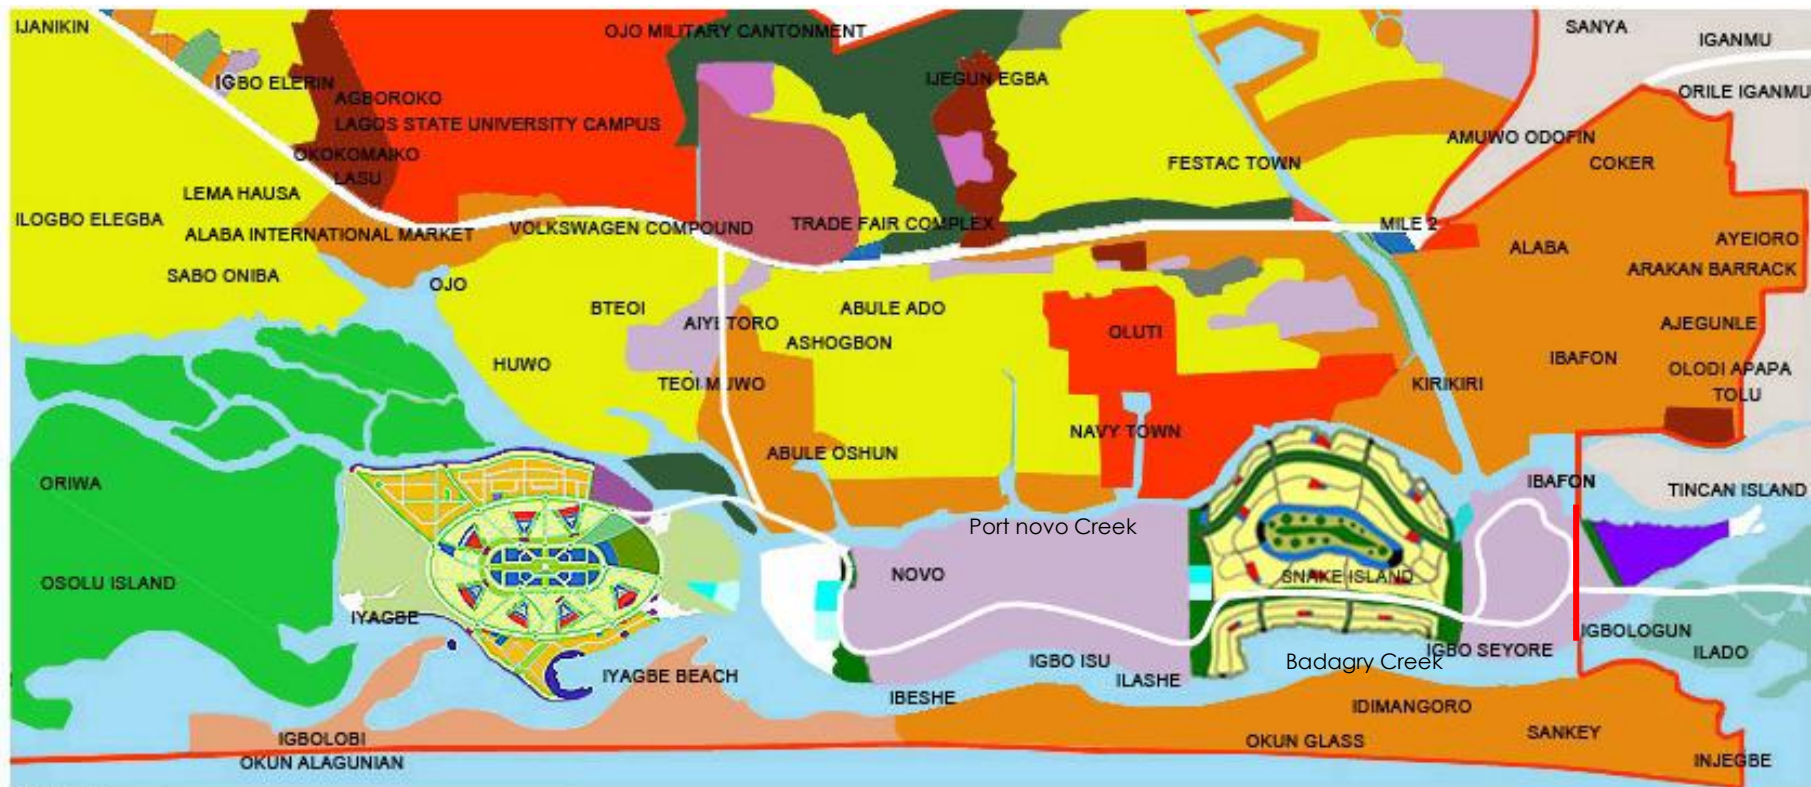 IJANIKIN
OJO MILITARY CANTONMENT
SANYA
IGANMU
IGBO ELERIN
IJEGUN EGBA
AGBOROKO
ORILE IGANMU
LAGOS STATE UNIVERSITY CAMPUS
AMUWO ODOFIN
OKOKOMAIKO
LASU
FESTAC TOWN
COKER
LEMA HAUSA
ILOGBO ELEGBA
ALABA INTERNATIONAL MARKET
VOLKSWAGEN COMPOUND
TRADE FAIR COMPLEX
MILE 2
ALABA
AYEIORO
SABO ONIBA
OJO
ARAKAN BARRACK
BTEOI
AIYETORO
ABULE ADO
ASHOGBON
OLUTI
AJEGUNLE
HUWO
TEOI MUWO
IBAFON
KIRIKIRI
OLODI APAPA
TOLU
ABULE OSHUN
NAVY TOWN
ORIWA
IBAFON
TINCAN ISLAND
Port novo Creek
OSOLU ISLAND
NOVO
SNAKE ISLAND
IYAGBE
IGBOLOGUN
IGBO SEYORE
ILADO
IGBO ISU
Badagry Creek
IYAGBE BEACH
ILASHE
IBESHE
IDIMANGORO
IGBOLOBI
OKUN GLASS
SANKEY
OKUN ALAGUNIAN
INJEGBE